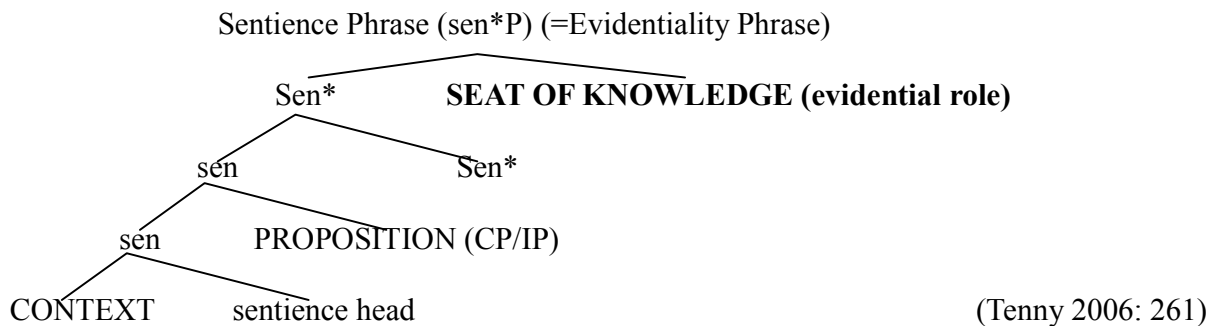 Sentience Phrase (sen*P) (=Evidentiality Phrase)
Sen* SEAT OF KNOWLEDGE (evidential role)
sen Sen*
sen PROPOSITION (CP/IP)
CONTEXT sentience head (Tenny 2006: 261)